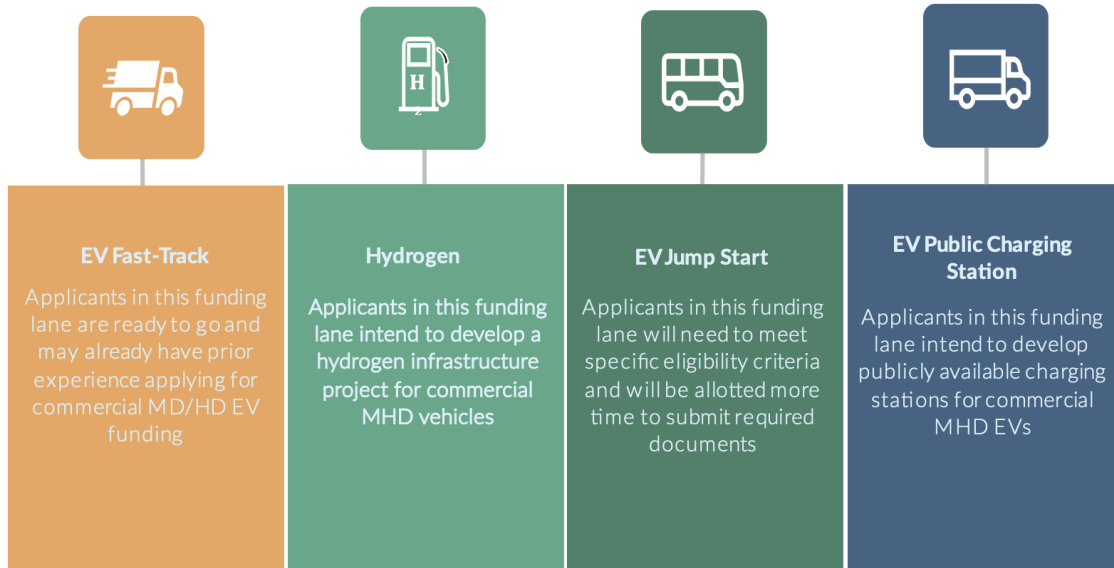 H
2
EV Fast-Track
Applicants in this funding
lane are ready to go and
may already have prior
experience applying for
commercial MD/HD EV
funding
Hydrogen
Applicants in this funding
lane intend to develop a
hydrogen infrastructure
project for commercial
MHD vehicles
EV Jump Start
Applicants in this funding
lane will need to meet
specific eligibility criteria
and will be allotted more
time to submit required
documents
EV Public Charging
Station
Applicants in this funding
lane intend to develop
publicly available charging
stations for commercial
MHD EVs